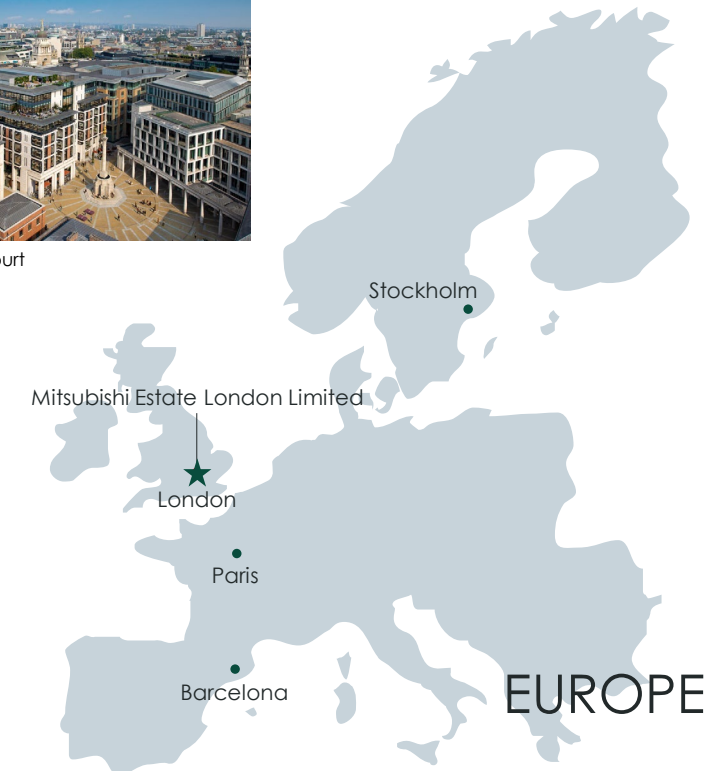 Stockholm
Mitsubishi Estate London Limited
London
Paris
Barcelona
EUROPE